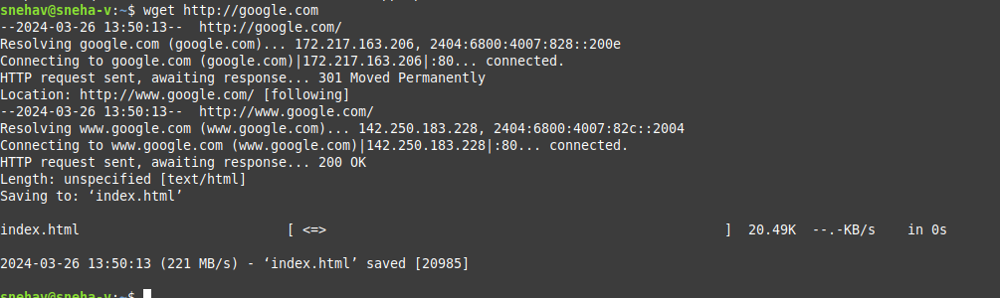 snehav@sneha-v:~$ wget http://google.com
--2024-03-26 13:50:13--  http://google.com/
Resolving google.com (google.com)... 172.217.163.206, 2404:6800:4007:828::200e
Connecting to google.com (google.com)|172.217.163.206|:80... connected.
HTTP request sent, awaiting response... 301 Moved Permanently
Location: http://www.google.com/ [following]
--2024-03-26 13:50:13--  http://www.google.com/
Resolving www.google.com (www.google.com)... 142.250.183.228, 2404:6800:4007:82c::2004
Connecting to www.google.com (www.google.com)|142.250.183.228|:80... connected.
HTTP request sent, awaiting response... 200 OK
Length: unspecified [text/html]
Saving to: ‘index.html’
index.html                          [ <=>                                                  ]  20.49K  --.-KB/s    in 0s
2024-03-26 13:50:13 (221 MB/s) - ‘index.html’ saved [20985]
snehav@sneha-v:~$